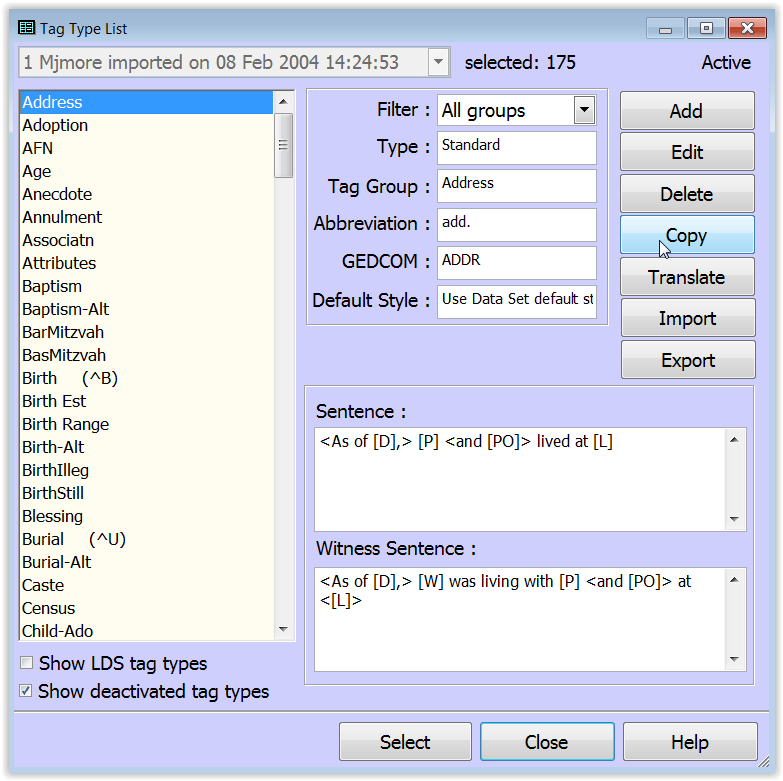 Tag Type List
1 Mjmore imported on 08 Feb 2004 14:24:53
selected: 175
Active
Address
Adoption
AFN
Age
Anecdote
Annulment
Associatn
Attributes
Baptism
Baptism-Alt
BarMitzvah
BasMitzvah
Birth (^B)
Birth Est
Birth Range
Birth-Alt
BirthIlleg
BirthStill
Blessing
Burial (^U)
Burial-Alt
Caste
Census
Child-Ado
Show LDS tag types
Show deactivated tag types
Filter : All groups
Type : Standard
Tag Group : Address
Abbreviation : add.
GEDCOM : ADDR
Default Style : Use Data Set default st
Add
Edit
Delete
Copy
Translate
Import
Export
Sentence :
<As of [D],> [P] <and [PO]> lived at [L]
Witness Sentence :
<As of [D],> [W] was living with [P] <and [PO]> at
<[L]>
Select
Close
Help